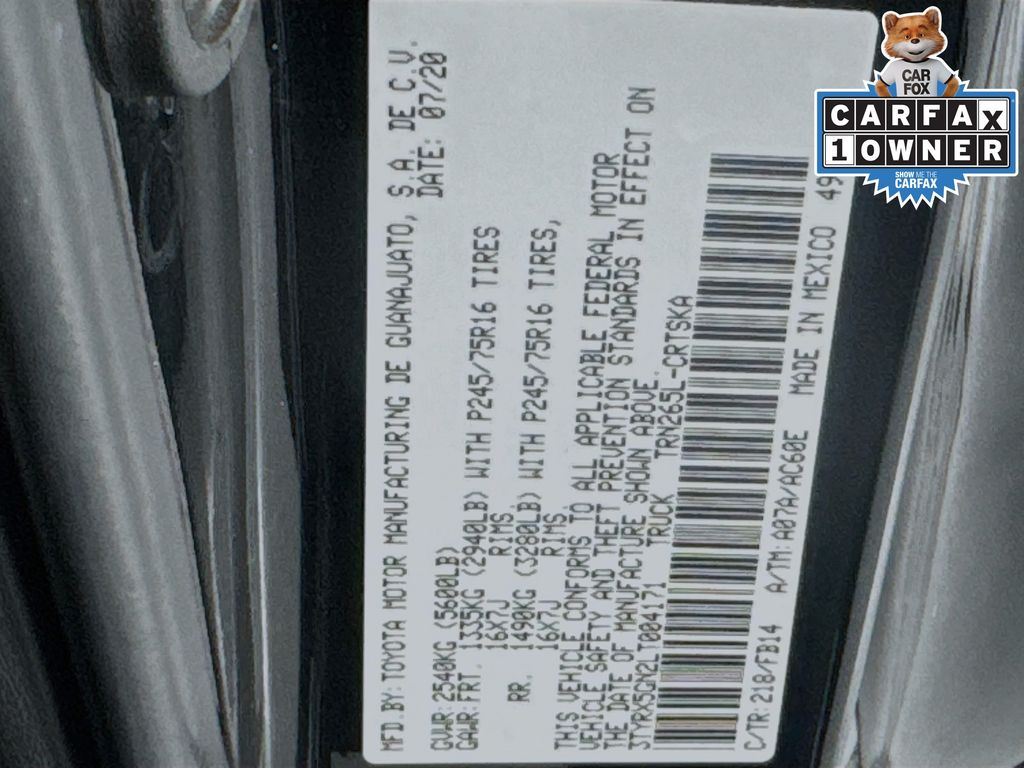 MFD.BY:TOYOTA MOTOR MANUFACTURING DE GUANAJUATO, S.A. DE C.V.
DATE: 07/20
GVWR:2540KG (5600LB)
GAWR:FRT. 1335KG (2940LB) WITH P245/75R16 TIRES
16X7J RIMS,
RR. 1490KG (3280LB) WITH P245/75R16 TIRES,
16X7J RIMS.
THIS VEHICLE CONFORMS TO ALL APPLICABLE FEDERAL MOTOR
VEHICLE SAFETY AND THEFT PREVENTION STANDARDS IN EFFECT ON
THE DATE OF MANUFACTURE SHOWN ABOVE.
3TYRX5GN2LT004171 TRUCK TRN265L-CRTSKA
C/TR:218/FB14 A/TM:A07A/AC60E MADE IN MEXICO 49
CAR
FOX
CARFAX
1 OWNER
SHOW ME THE
CARFAX